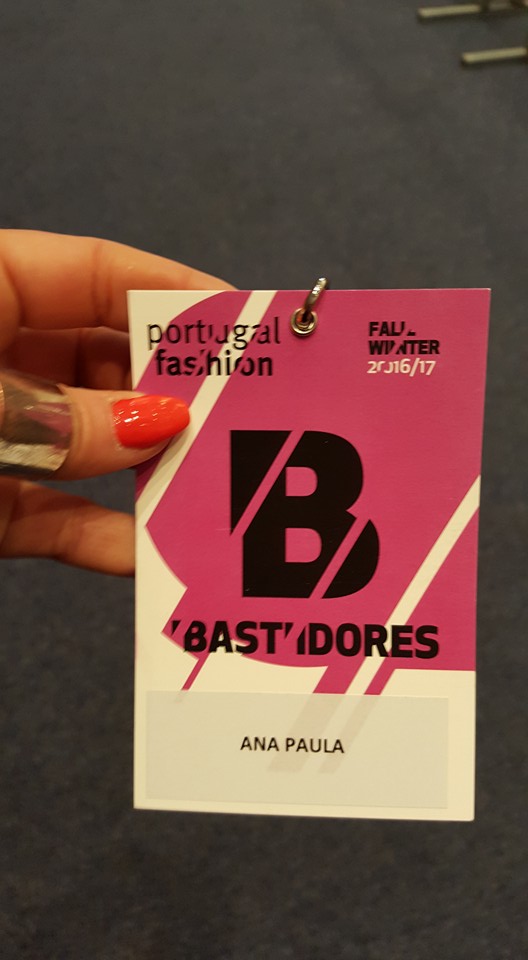 portugal
fashion
FALL
WINTER
2016/17
B
BASTIDORES
ANA PAULA